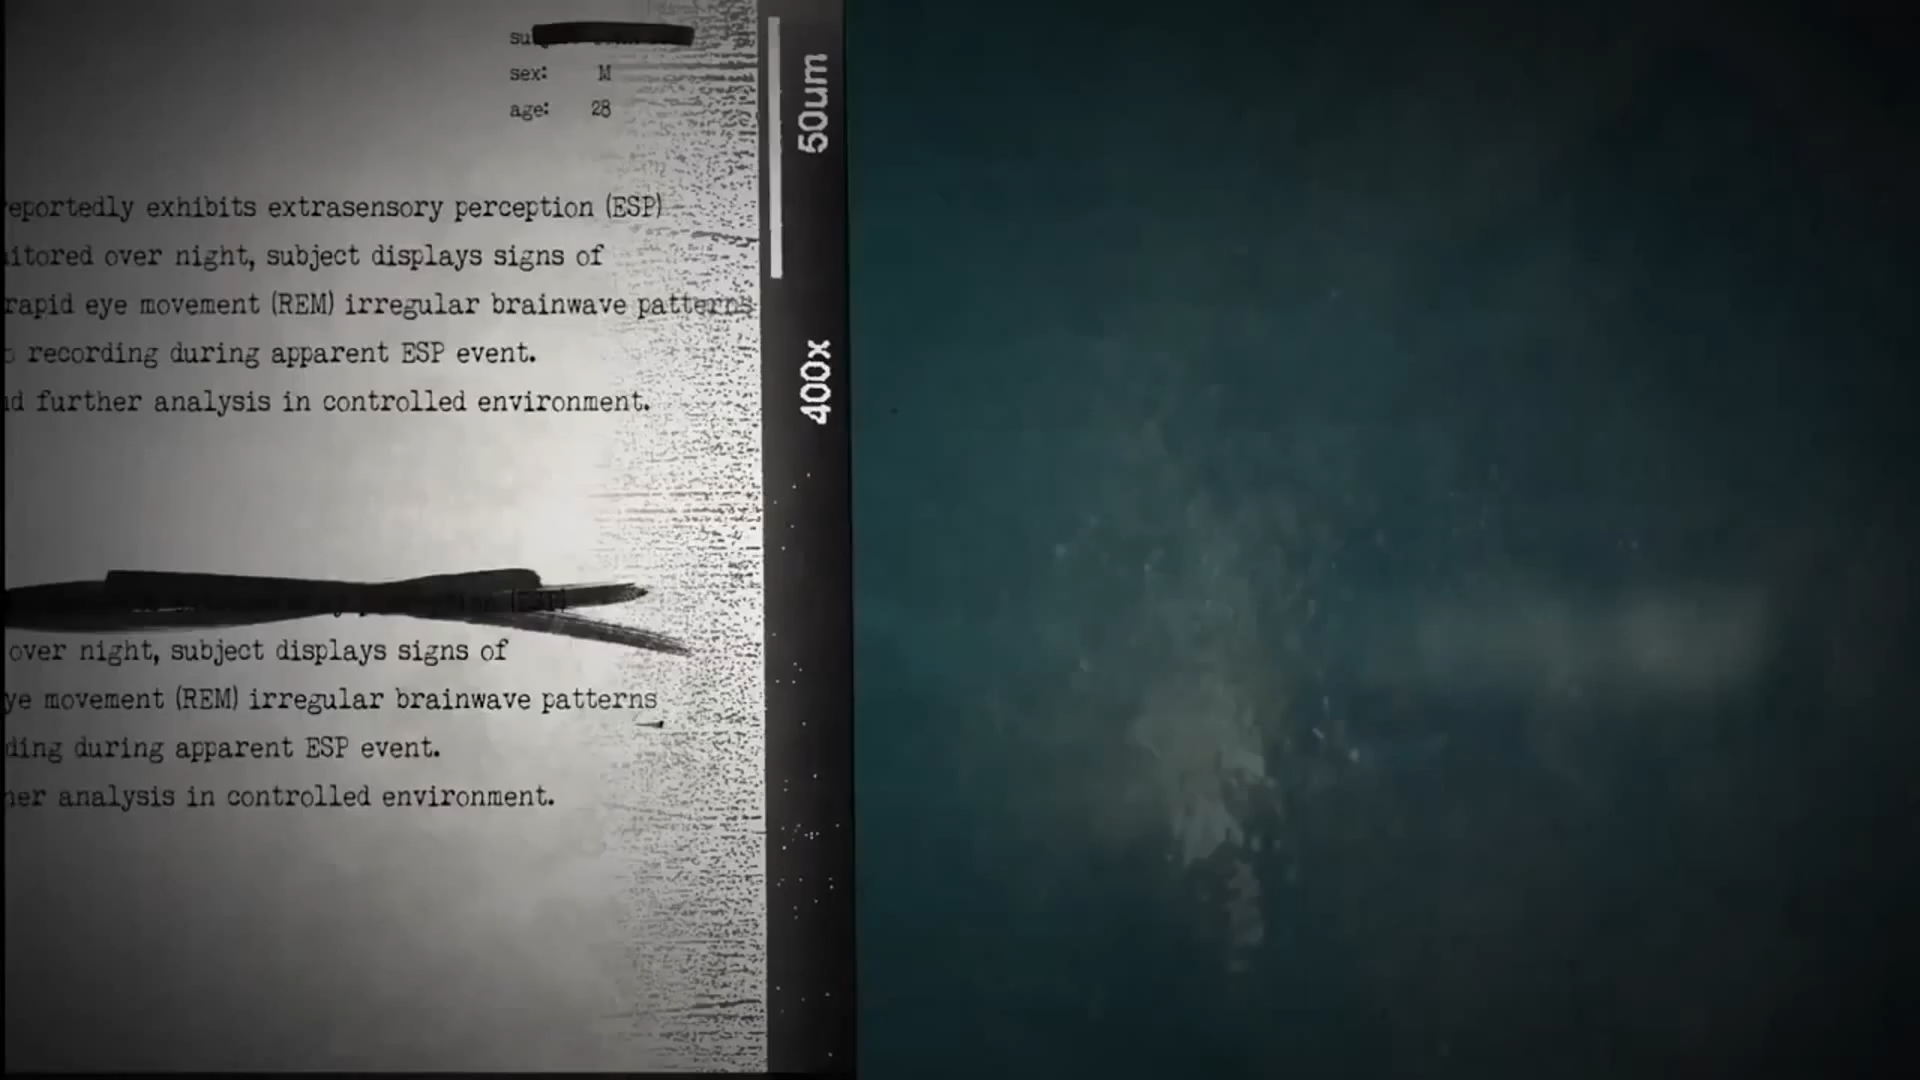 sex: M
age: 28
eportedly exhibits extrasensory perception (ESP)
itored over night, subject displays signs of
rapid eye movement (REM) irregular brainwave patterns
recording during apparent ESP event.
d further analysis in controlled environment.
over night, subject displays signs of
ye movement (REM) irregular brainwave patterns
ding during apparent ESP event.
er analysis in controlled environment.
50um
400x